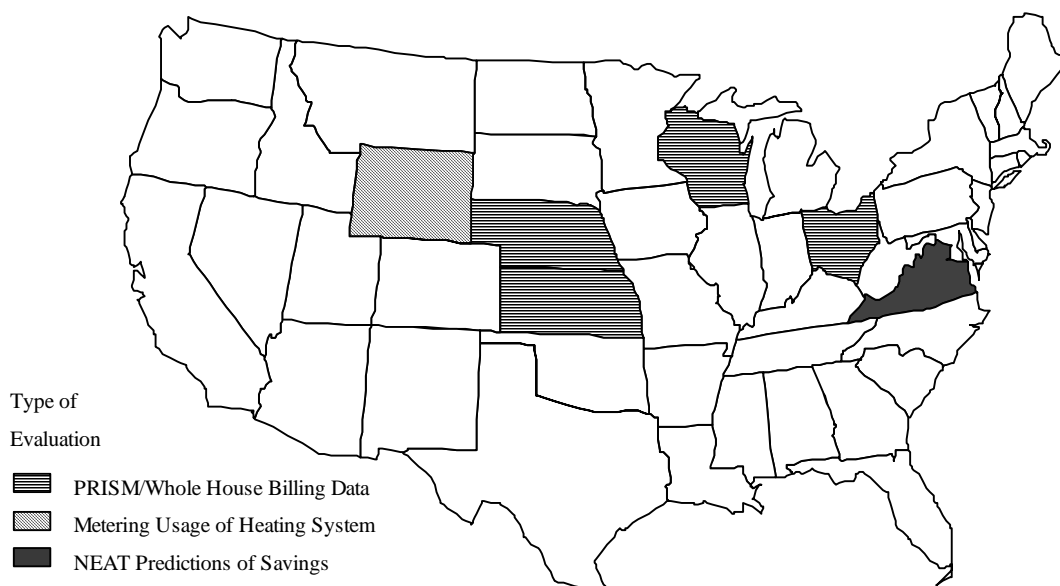 Type of
Evaluation
PRISM/Whole House Billing Data
Metering Usage of Heating System
NEAT Predictions of Savings